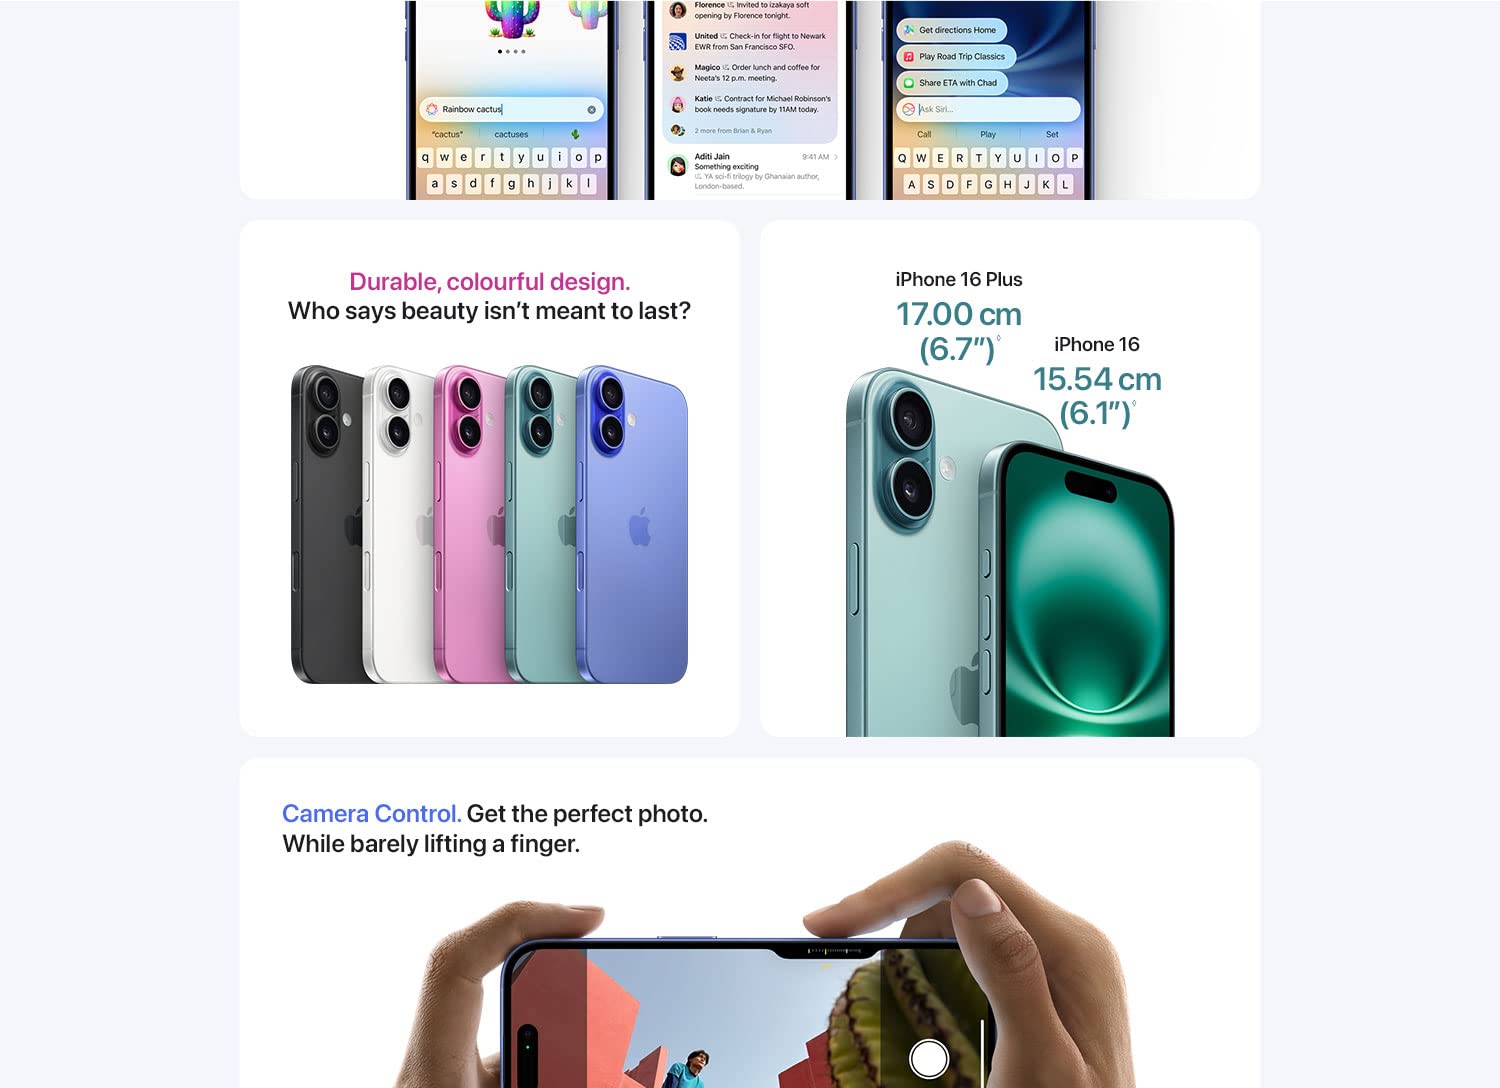 Florence Invited to izakaya soft
opening by Florence tonight.
United Check-in for flight to Newark
EWR from San Francisco SFO.
Magico Order lunch and coffee for
Neeta's 12 p.m. meeting.
Katie Contract for Michael Robinson's
book needs signature by 11AM today.
2 more from Brian & Ryan
Aditi Jain 9:41 AM
Something exciting
YA sci-fi trilogy by Ghanaian author,
London-based.
Rainbow cactus
"cactus" cactuses
q w e r t y u i o p
a s d f g h j k l
Get directions Home
Play Road Trip Classics
Share ETA with Chad
Ask Siri...
Call Play Set
Q W E R T Y U I O P
A S D F G H J K L
Durable, colourful design.
Who says beauty isn't meant to last?
iPhone 16 Plus
17.00 cm
(6.7")◊
iPhone 16
15.54 cm
(6.1")◊
Camera Control. Get the perfect photo.
While barely lifting a finger.